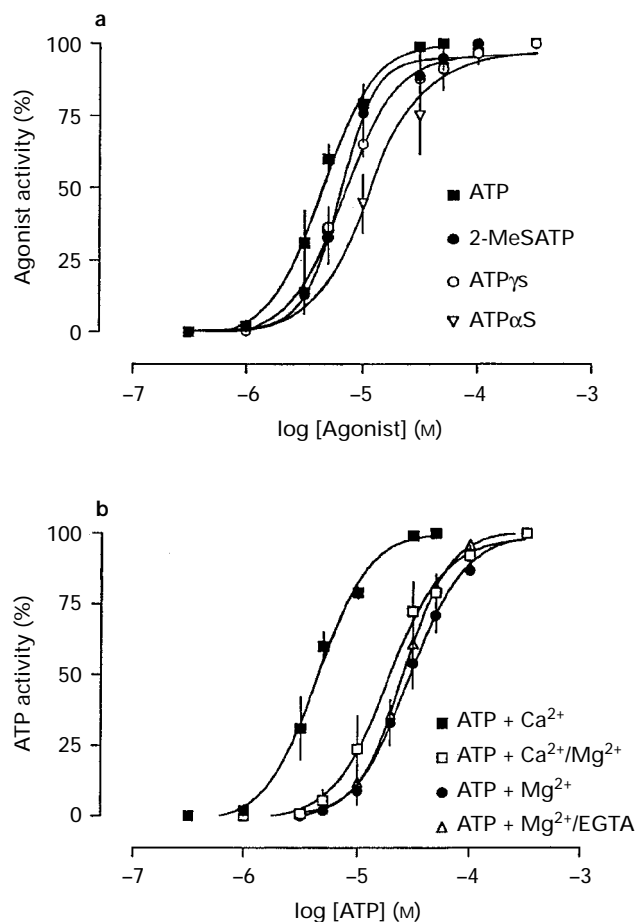 a
100
75
50
25
0
Agonist activity (%)
ATP
2-MeSATP
ATPγs
ATPαS
−7 −6 −5 −4 −3
log [Agonist] (M)
b
100
75
50
25
0
ATP activity (%)
ATP + Ca²⁺
ATP + Ca²⁺/Mg²⁺
ATP + Mg²⁺
ATP + Mg²⁺/EGTA
−7 −6 −5 −4 −3
log [ATP] (M)